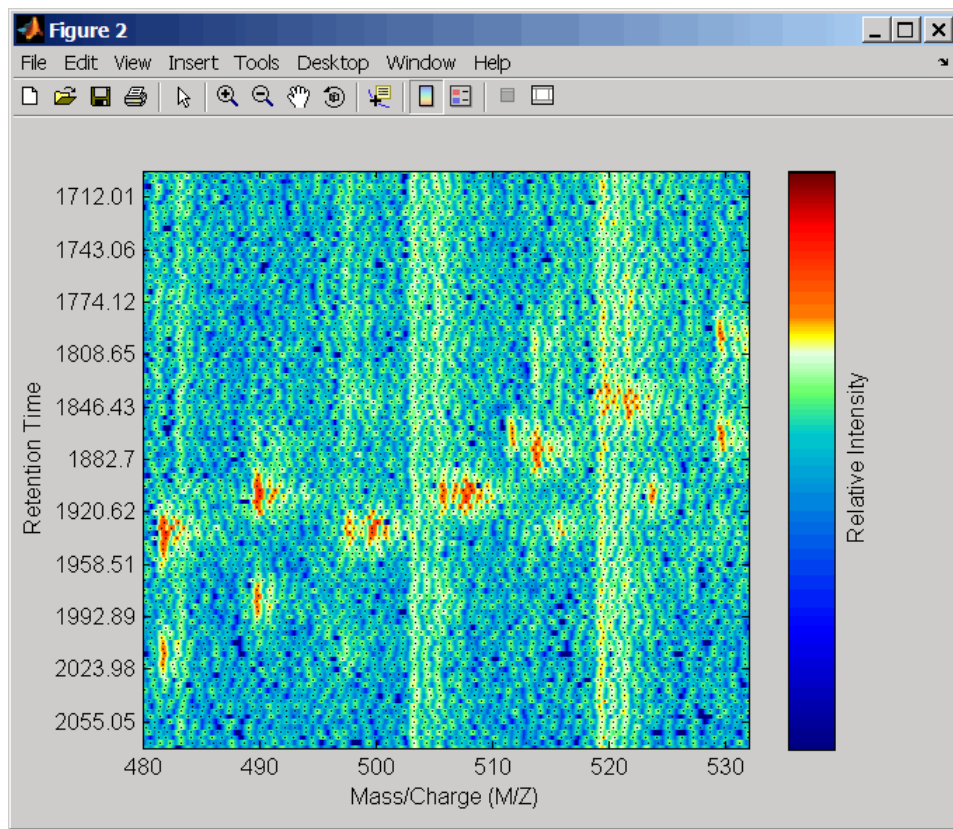 Figure 2
File Edit View Insert Tools Desktop Window Help
1712.01
1743.06
1774.12
1808.65
1846.43
1882.7
1920.62
1958.51
1992.89
2023.98
2055.05
Retention Time
480 490 500 510 520 530
Mass/Charge (M/Z)
Relative Intensity